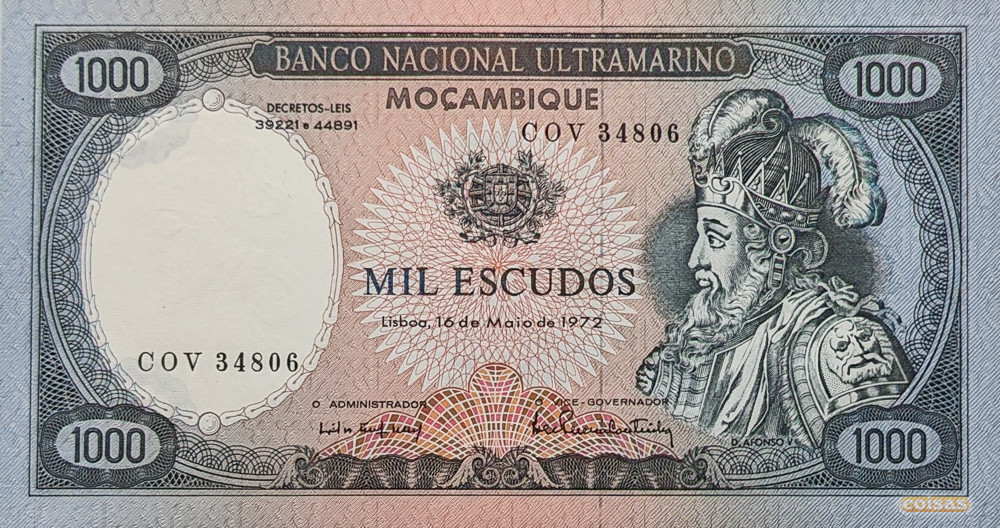 1000
BANCO NACIONAL ULTRAMARINO
1000
MOÇAMBIQUE
DECRETOS-LEIS
39221 e 44891
COV 34806
MIL ESCUDOS
Lisboa, 16 de Maio de 1972
COV 34806
O ADMINISTRADOR
O VICE-GOVERNADOR
D. AFONSO V
1000
1000
coisas